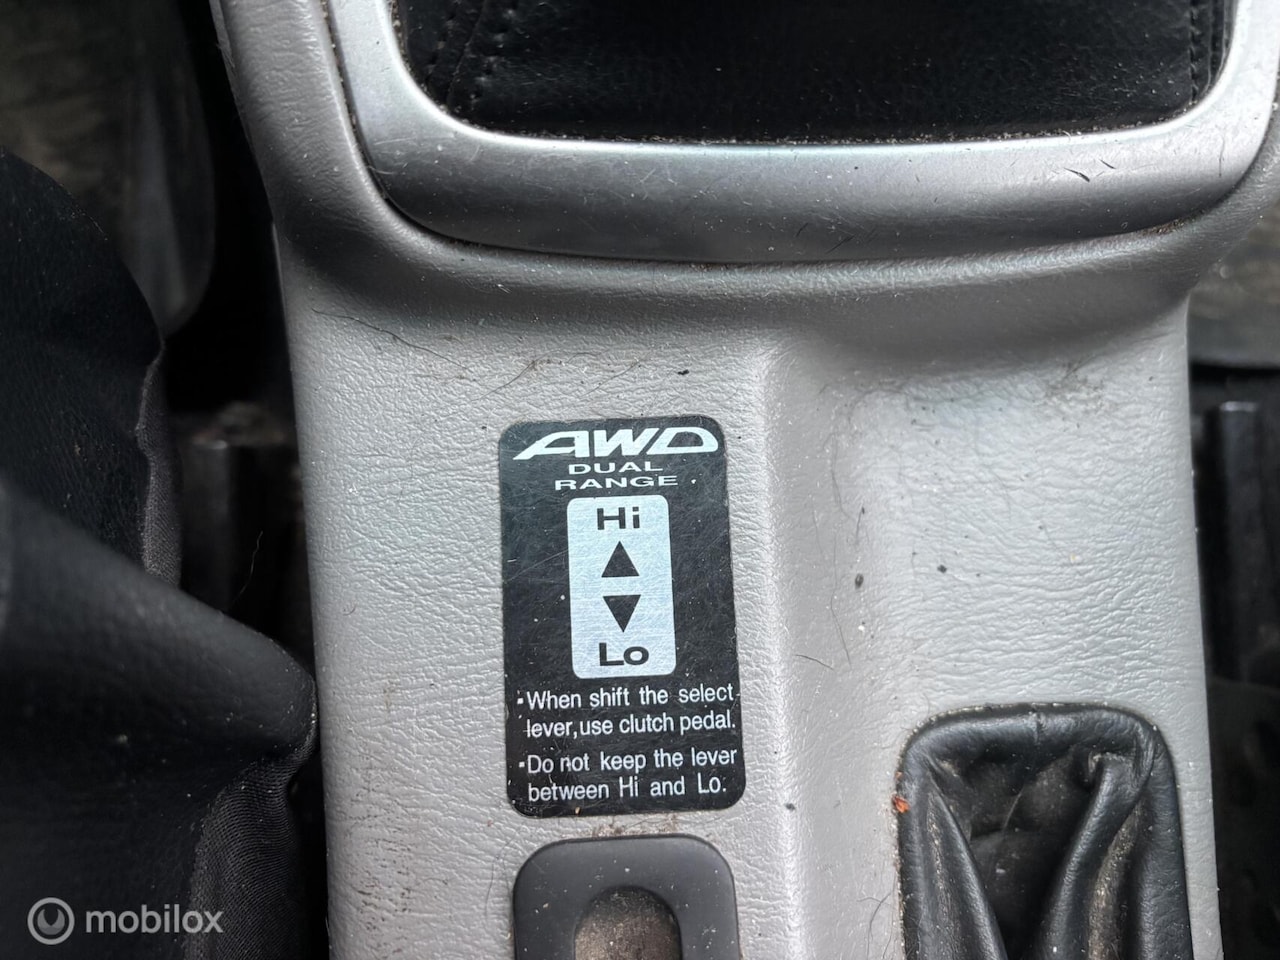 AWD
DUAL
RANGE
Hi
Lo
•When shift the select
lever,use clutch pedal.
•Do not keep the lever
between Hi and Lo.
mobilox